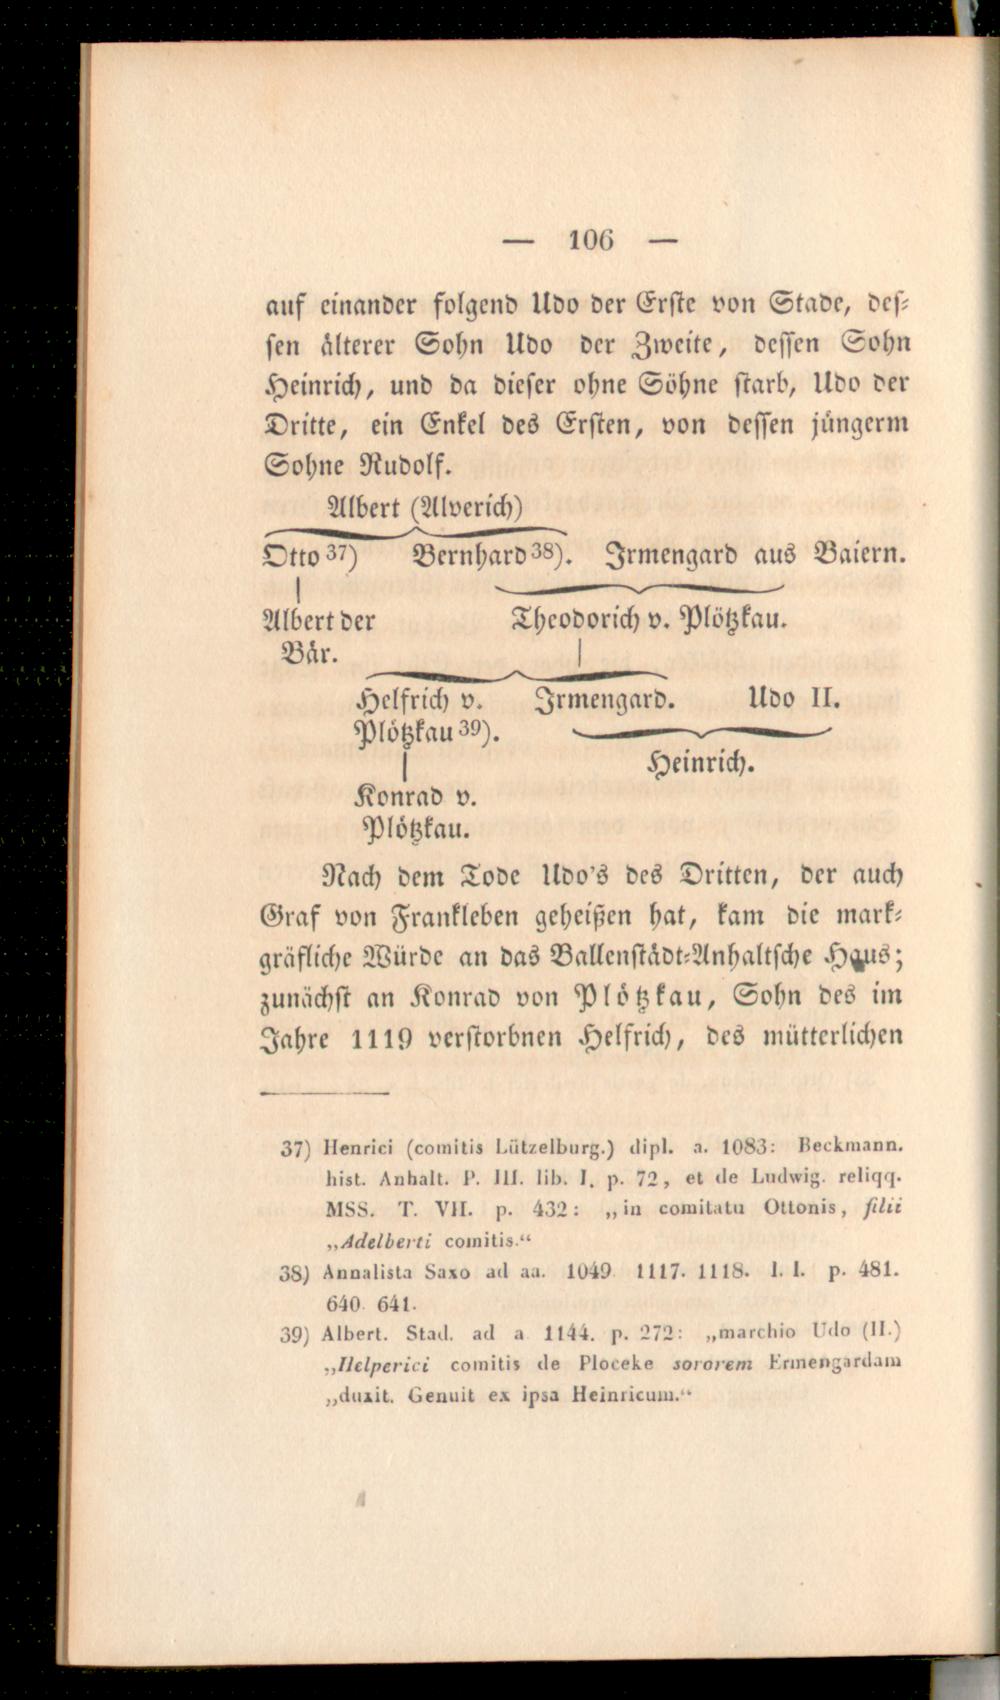 — 106 —
auf einander folgend Udo der Erste von Stade, des-
sen älterer Sohn Udo der Zweite, dessen Sohn
Heinrich, und da dieser ohne Söhne starb, Udo der
Dritte, ein Enkel des Ersten, von dessen jüngerm
Sohne Rudolf.
Albert (Alverich)
Otto 37) Bernhard 38). Irmengard aus Baiern.
Albert der Theodorich v. Plötzkau.
Bär.
Helfrich v. Irmengard. Udo II.
Plötzkau 39).
Heinrich.
Konrad v.
Plötzkau.
Nach dem Tode Udo's des Dritten, der auch
Graf von Frankleben geheißen hat, kam die mark-
gräfliche Würde an das Ballenstädt-Anhaltsche Haus;
zunächst an Konrad von Plötzkau, Sohn des im
Jahre 1119 verstorbnen Helfrich, des mütterlichen
37) Henrici (comitis Lützelburg.) dipl. a. 1083: Beckmann.
hist. Anhalt. P. III. lib. I. p. 72, et de Ludwig. reliqq.
MSS. T. VII. p. 432: „in comitatu Ottonis, filii
„Adelberti comitis.“
38) Annalista Saxo ad aa. 1049. 1117. 1118. l. l. p. 481.
640. 641.
39) Albert. Stad. ad a 1144. p. 272: „marchio Udo (II.)
„Helperici comitis de Ploceke sororem Ermengardam
„duxit. Genuit ex ipsa Heinricum.“